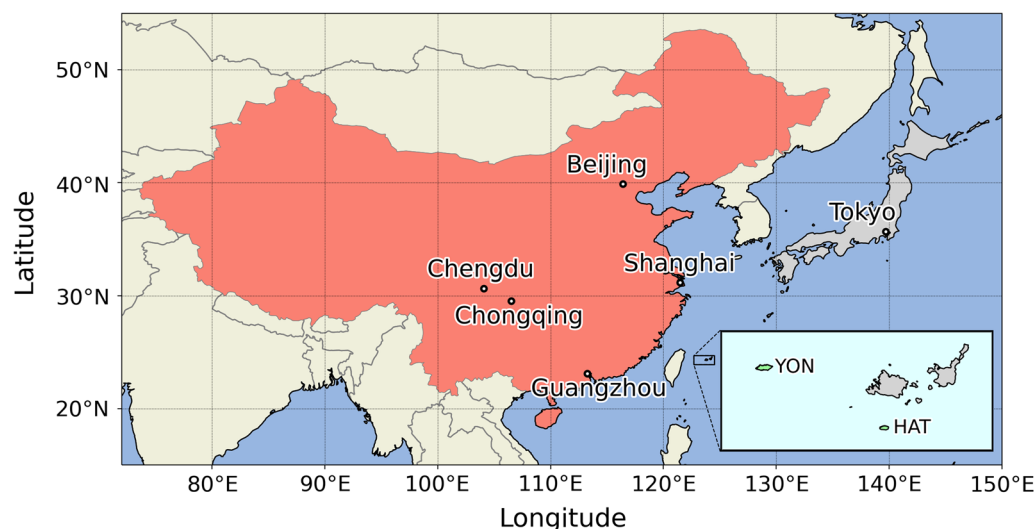 50°N
40°N
30°N
20°N
Latitude
Beijing
Tokyo
Shanghai
Chengdu
Chongqing
Guangzhou
YON
HAT
80°E
90°E
100°E
110°E
120°E
130°E
140°E
150°E
Longitude